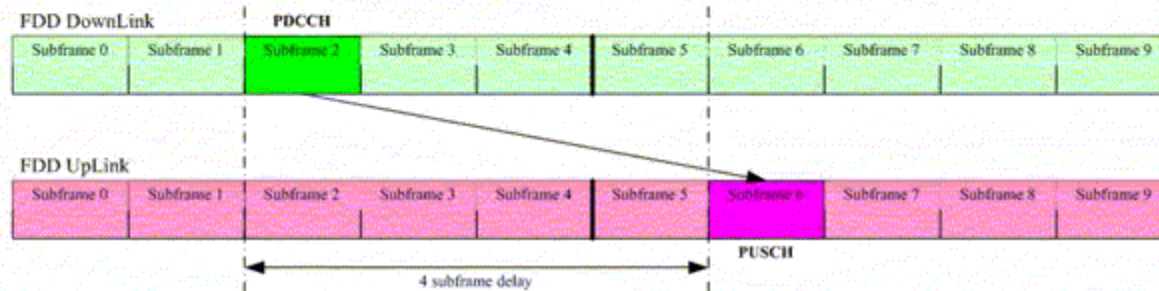 FDD DownLink
PDCCH
Subframe 0 Subframe 1 Subframe 2 Subframe 3 Subframe 4 Subframe 5 Subframe 6 Subframe 7 Subframe 8 Subframe 9
FDD UpLink
Subframe 0 Subframe 1 Subframe 2 Subframe 3 Subframe 4 Subframe 5 Subframe 6 Subframe 7 Subframe 8 Subframe 9
PUSCH
4 subframe delay